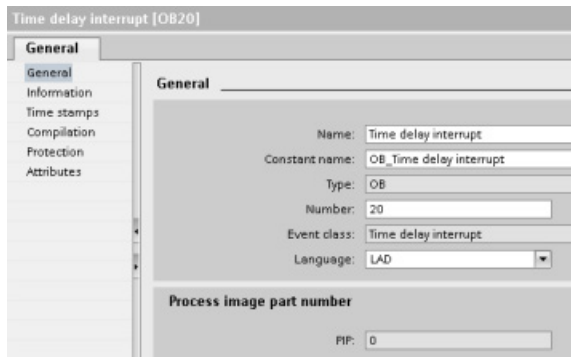 Time delay interrupt [OB20]
General
General
Information
Time stamps
Compilation
Protection
Attributes
General
Name: Time delay interrupt
Constant name: OB_Time delay interrupt
Type: OB
Number: 20
Event class: Time delay interrupt
Language: LAD
Process image part number
PIP: 0